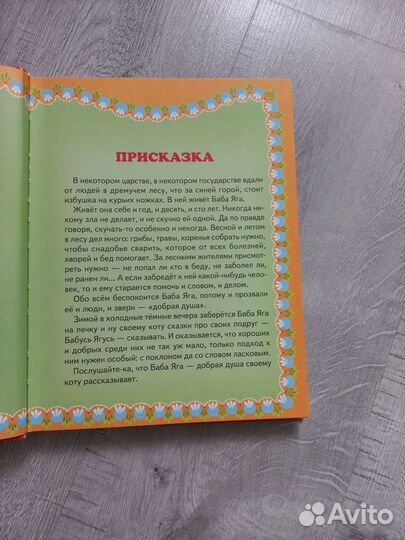 ПРИСКАЗКА
В некотором царстве, в некотором государстве вдали
от людей в дремучем лесу, что за синей горой, стоит
избушка на курьих ножках. В ней живёт Баба Яга.
Живёт она себе и год, и десять, и сто лет. Никогда ни-
кому зла не делает, и не скучно ей одной. Да по правде
говоря, скучать-то особенно и некогда. Весной и летом
в лесу дел много: грибы, травы, коренья собрать нужно,
чтобы снадобье сварить, которое от всех болезней,
хворей и бед помогает. За лесными жителями присмот-
реть нужно — не попал ли кто в беду, не заболел ли,
не ранен ли... А если забредёт к ней какой-нибудь чело-
век, то и ему старается помочь и словом, и делом.
Обо всём беспокоится Баба Яга, потому и прозвали
её и люди, и звери — «добрая душа».
Зимой в холодные тёмные вечера заберётся Баба Яга
на печку и ну своему коту сказки про своих подруг —
Бабусь Ягусь — сказывать. И оказывается, что хороших
и добрых среди них не так уж мало, только подход к
ним нужен особый: с поклоном да со словом ласковым.
Послушайте-ка, что Баба Яга — добрая душа своему
коту рассказывает.
Avito